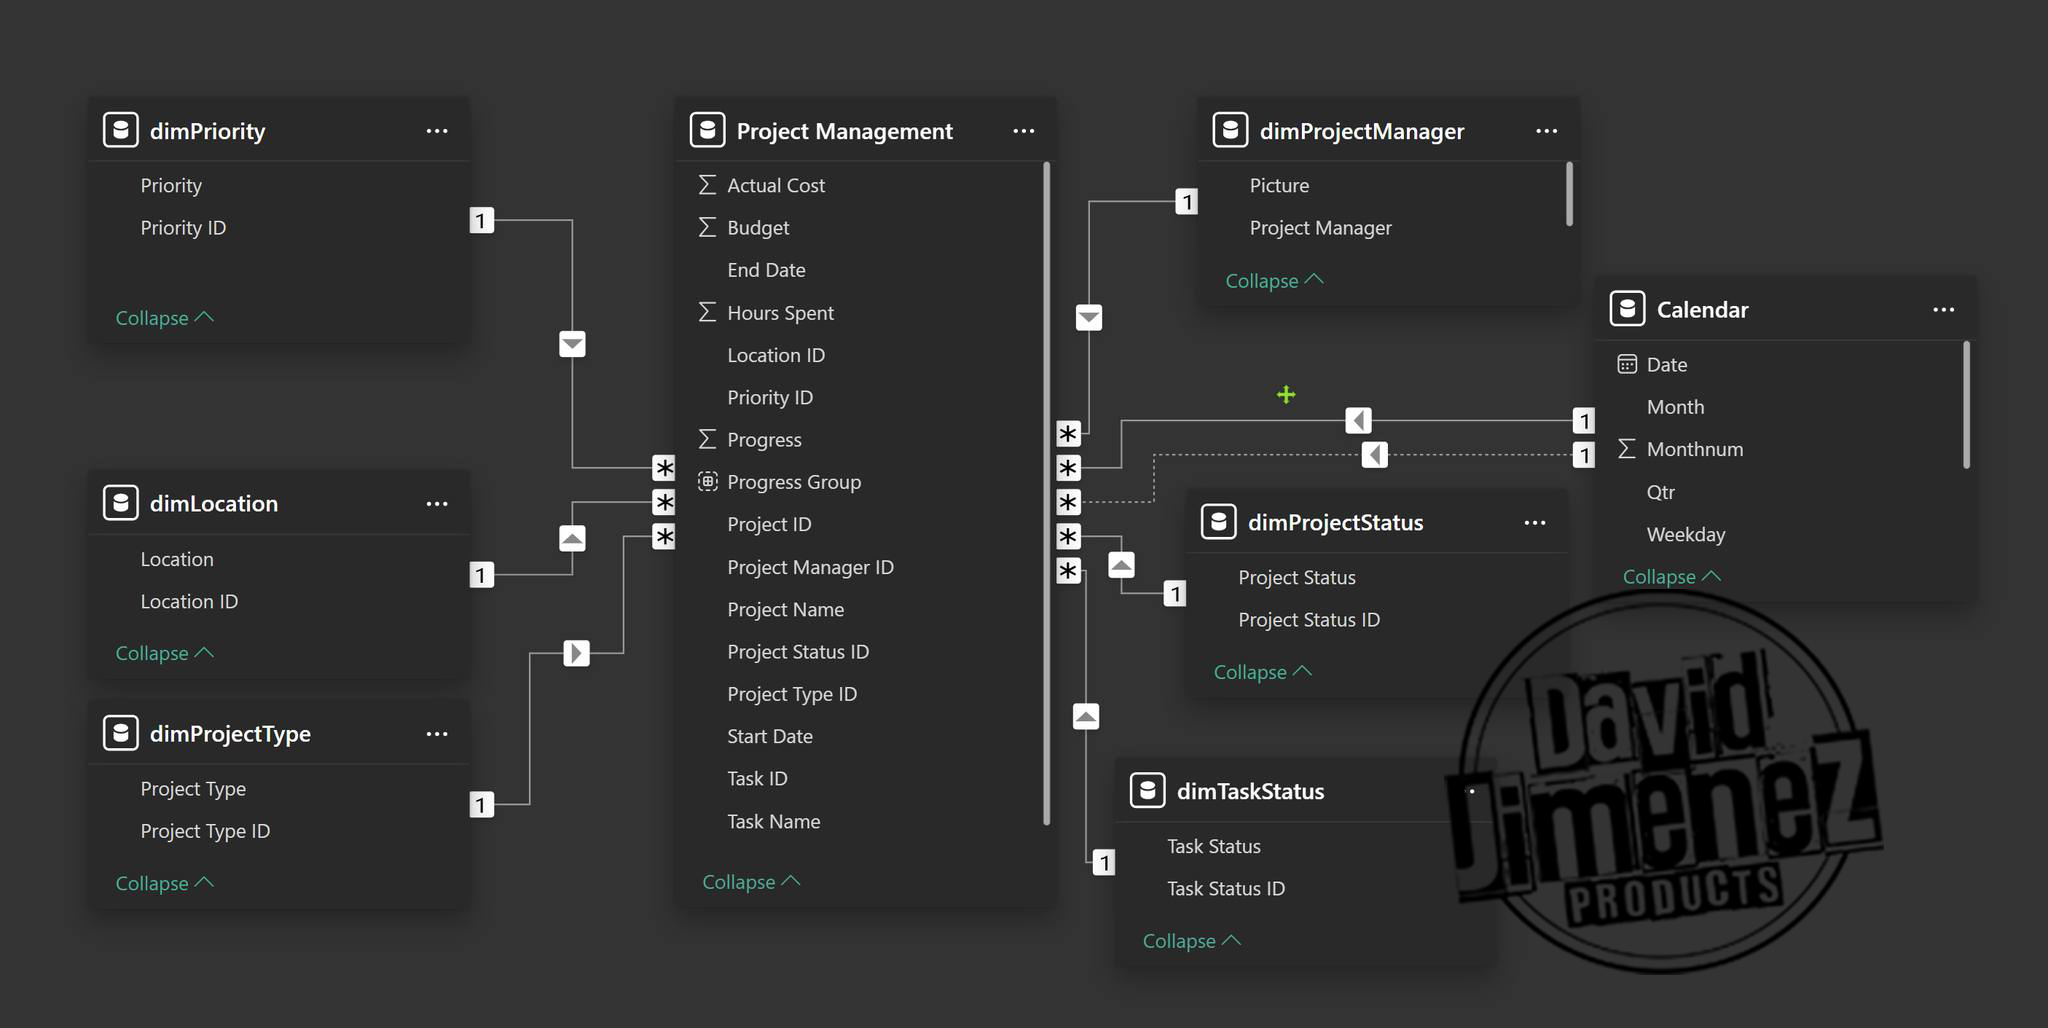 dimPriority
Priority
Priority ID
Collapse
1
*
dimLocation
Location
Location ID
Collapse
1
*
dimProjectType
Project Type
Project Type ID
Collapse
1
*
Project Management
Actual Cost
Budget
End Date
Hours Spent
Location ID
Priority ID
Progress
Progress Group
Project ID
Project Manager ID
Project Name
Project Status ID
Project Type ID
Start Date
Task ID
Task Name
Collapse
*
*
*
*
*
dimProjectManager
Picture
Project Manager
Collapse
1
Calendar
Date
Month
Monthnum
Qtr
Weekday
Collapse
1
1
dimProjectStatus
Project Status
Project Status ID
Collapse
1
dimTaskStatus
Task Status
Task Status ID
Collapse
1
David
JimeneZ
PRODUCTS